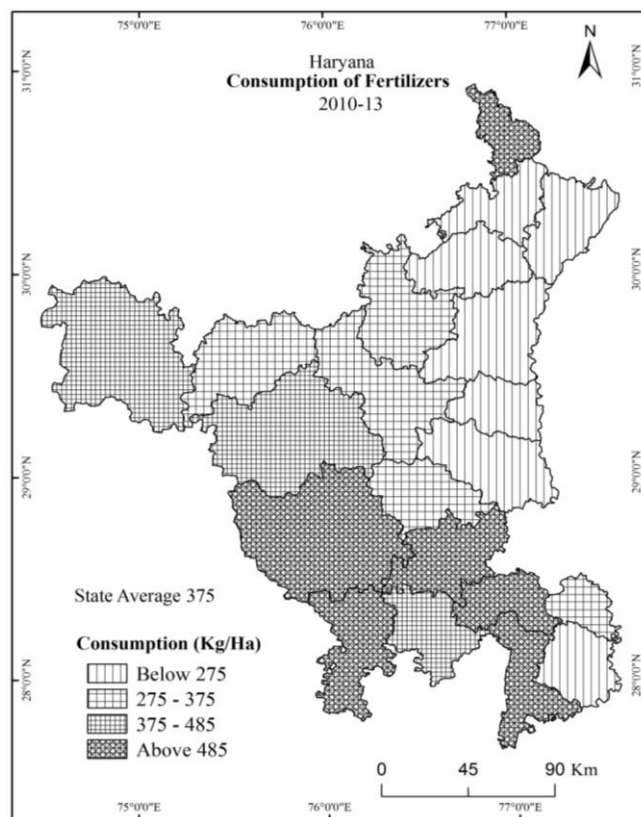 75°0'0"E 76°0'0"E 77°0'0"E
N
Haryana
Consumption of Fertilizers
2010-13
31°0'0"N
31°0'0"N
30°0'0"N
30°0'0"N
29°0'0"N
29°0'0"N
State Average 375
Consumption (Kg/Ha)
Below 275
275 - 375
375 - 485
Above 485
28°0'0"N
28°0'0"N
0 45 90 Km
75°0'0"E 76°0'0"E 77°0'0"E